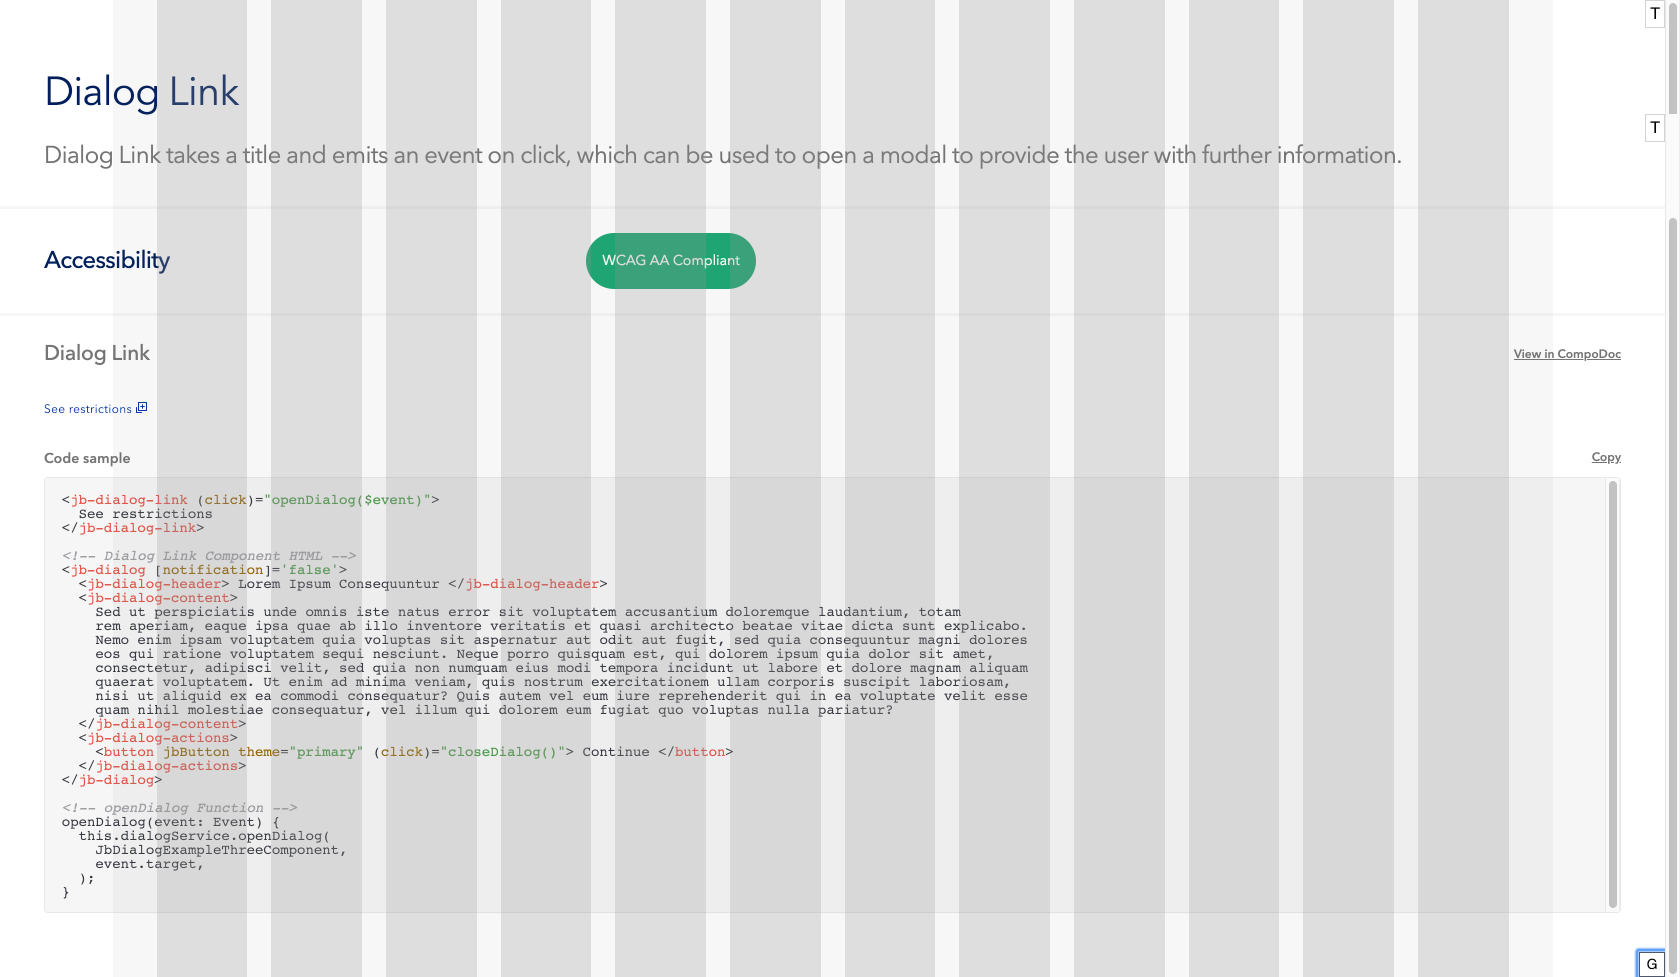 T
Dialog Link
T
Dialog Link takes a title and emits an event on click, which can be used to open a modal to provide the user with further information.
Accessibility
WCAG AA Compliant
Dialog Link
View in CompoDoc
See restrictions
Code sample
Copy
<jb-dialog-link (click)="openDialog($event)">
  See restrictions
</jb-dialog-link>
<!-- Dialog Link Component HTML -->
<jb-dialog [notification]='false'>
  <jb-dialog-header> Lorem Ipsum Consequuntur </jb-dialog-header>
  <jb-dialog-content>
    Sed ut perspiciatis unde omnis iste natus error sit voluptatem accusantium doloremque laudantium, totam
    rem aperiam, eaque ipsa quae ab illo inventore veritatis et quasi architecto beatae vitae dicta sunt explicabo.
    Nemo enim ipsam voluptatem quia voluptas sit aspernatur aut odit aut fugit, sed quia consequuntur magni dolores
    eos qui ratione voluptatem sequi nesciunt. Neque porro quisquam est, qui dolorem ipsum quia dolor sit amet,
    consectetur, adipisci velit, sed quia non numquam eius modi tempora incidunt ut labore et dolore magnam aliquam
    quaerat voluptatem. Ut enim ad minima veniam, quis nostrum exercitationem ullam corporis suscipit laboriosam,
    nisi ut aliquid ex ea commodi consequatur? Quis autem vel eum iure reprehenderit qui in ea voluptate velit esse
    quam nihil molestiae consequatur, vel illum qui dolorem eum fugiat quo voluptas nulla pariatur?
  </jb-dialog-content>
  <jb-dialog-actions>
    <button jbButton theme="primary" (click)="closeDialog()"> Continue </button>
  </jb-dialog-actions>
</jb-dialog>
<!-- openDialog Function -->
openDialog(event: Event) {
  this.dialogService.openDialog(
    JbDialogExampleThreeComponent,
    event.target,
  );
}
G